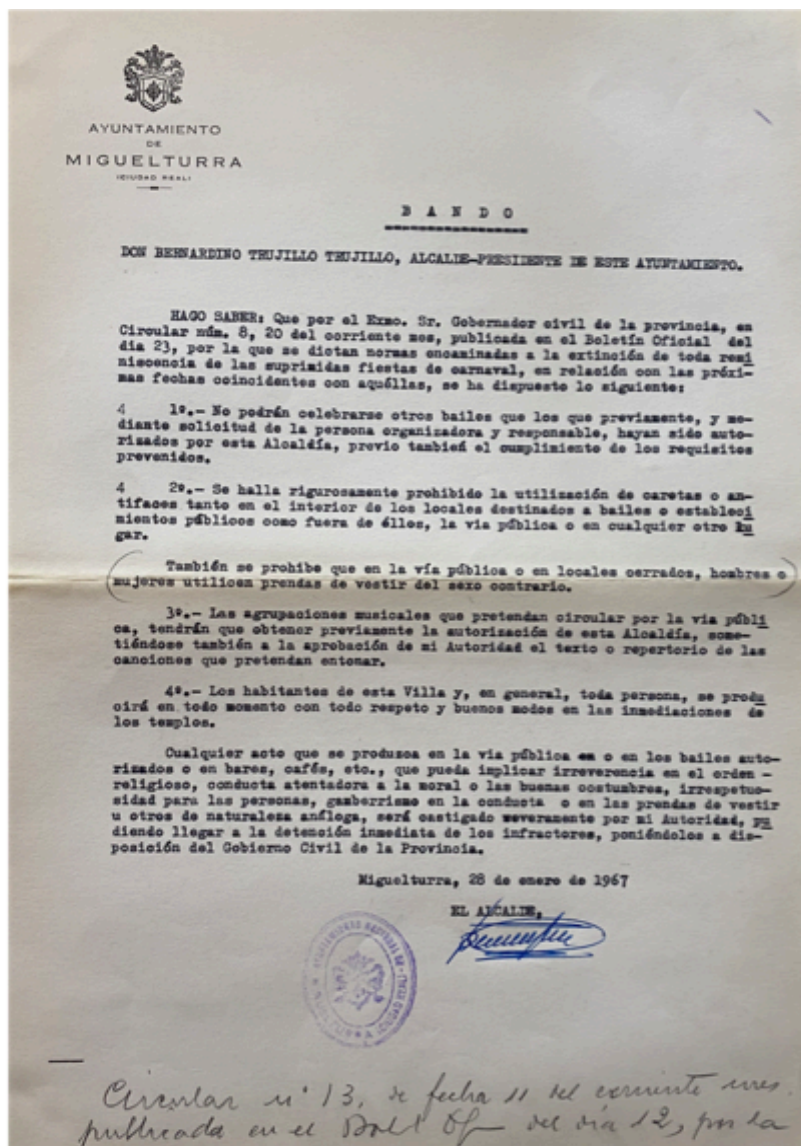 AYUNTAMIENTO
DE
MIGUELTURRA
(CIUDAD REAL)
B A N D O
DON BERNARDINO TRUJILLO TRUJILLO, ALCALDE-PRESIDENTE DE ESTE AYUNTAMIENTO.
HAGO SABER: Que por el Exmo. Sr. Gobernador civil de la provincia, en
Circular núm. 8, 20 del corriente mes, publicada en el Boletín Oficial del
dia 23, por la que se dictan normas encaminadas a la extinción de toda remi
niscencia de las suprimidas fiestas de carnaval, en relación con las próxi-
mas fechas coincidentes con aquéllas, se ha dispuesto lo siguiente:
4 1º.- No podrán celebrarse otros bailes que los que previamente, y me-
diante solicitud de la persona organizadora y responsable, hayan sido auto-
rizados por esta Alcaldía, previo tambien el cumplimiento de los requisitos
prevenidos.
4 2º.- Se halla rigurosamente prohibido la utilización de caretas o an-
tifaces tanto en el interior de los locales destinados a bailes o estableci
mientos públicos como fuera de éllos, la via pública o en cualquier otro lu
gar.
También se prohibe que en la vía pública o en locales cerrados, hombres o
mujeres utilicen prendas de vestir del sexo contrario.
3º.- Las agrupaciones musicales que pretendan circular por la via públi
ca, tendrán que obtener previamente la autorización de esta Alcaldía, some-
tiéndose también a la aprobación de mi Autoridad el texto o repertorio de las
canciones que pretendan entonar.
4º.- Los habitantes de esta Villa y, en general, toda persona, se produ
cirá en todo momento con todo respeto y buenos modos en las inmediaciones de
los templos.
Cualquier acto que se produzca en la via pública en o en los bailes auto-
rizados o en bares, cafés, etc., que pueda implicar irreverencia en el orden -
religioso, conducta atentadora a la moral o las buenas costumbres, irrespetuo-
sidad para las personas, gamberrismo en la conducta o en las prendas de vestir
u otros de naturaleza análoga, será castigado severamente por mi Autoridad, pu
diendo llegar a la detención inmediata de los infractores, poniéndolos a dis-
posición del Gobierno Civil de la Provincia.
Miguelturra, 28 de enero de 1967
EL ALCALDE,
AYUNTAMIENTO NACIONAL DE
MIGUELTURRA (CIUDAD REAL)
Circular nº 13, de fecha 11 del corriente mes
publicada en el Bol. Of del día 12, por la